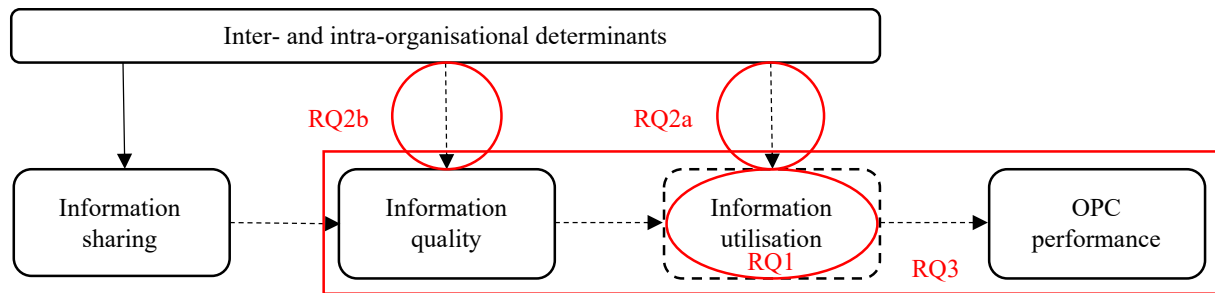 Inter- and intra-organisational determinants
RQ2b
RQ2a
Information
sharing
Information
quality
Information
utilisation
RQ1
OPC
performance
RQ3